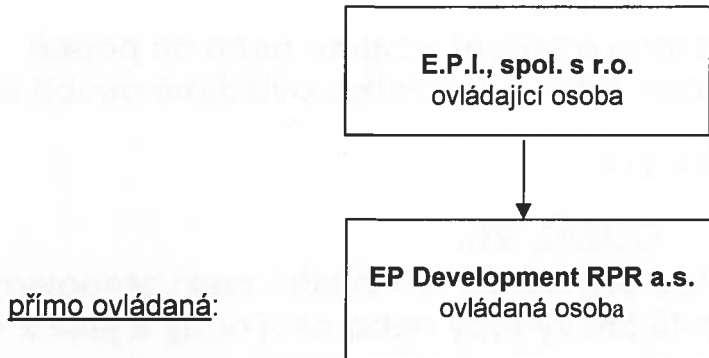 E.P.I., spol. s r.o.
ovládající osoba
EP Development RPR a.s.
ovládaná osoba
přímo ovládaná: